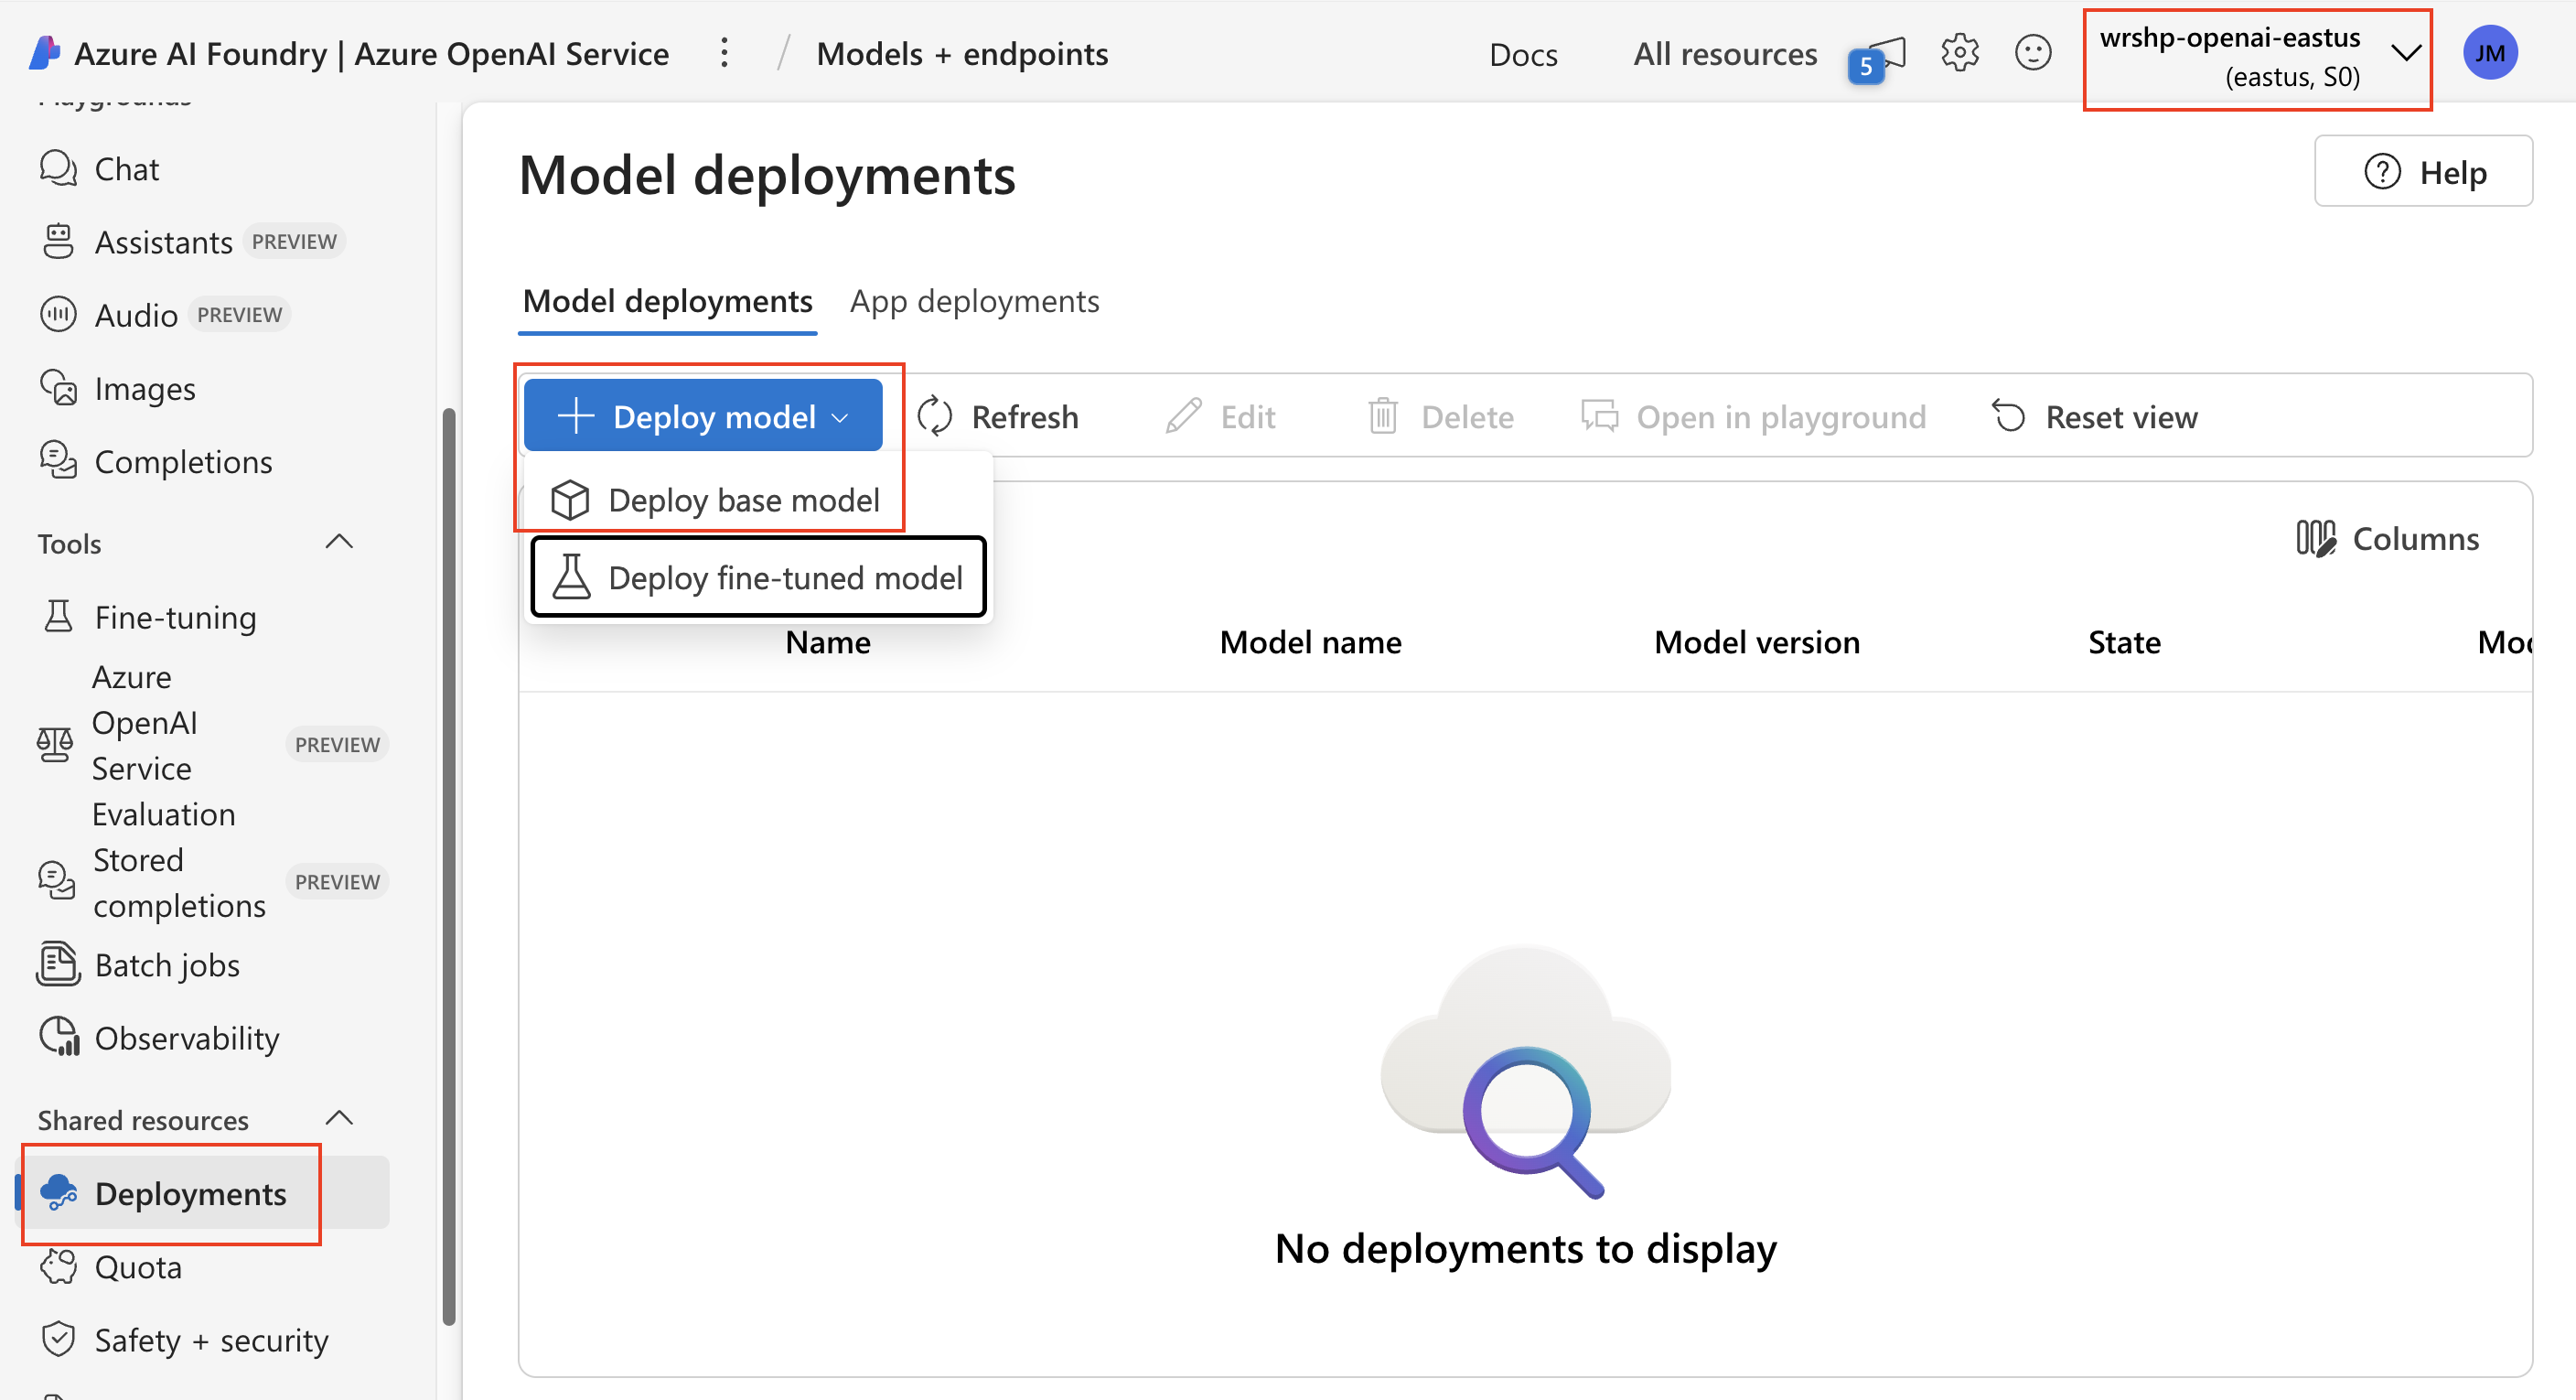 Azure AI Foundry | Azure OpenAI Service
/ Models + endpoints
Docs
All resources
5
wrshp-openai-eastus
(eastus, S0)
JM
Playgrounds
Chat
Assistants PREVIEW
Audio PREVIEW
Images
Completions
Tools
Fine-tuning
Azure
OpenAI
Service
Evaluation
PREVIEW
Stored
completions
PREVIEW
Batch jobs
Observability
Shared resources
Deployments
Quota
Safety + security
Model deployments
Help
Model deployments
App deployments
Deploy model
Refresh
Edit
Delete
Open in playground
Reset view
Deploy base model
Deploy fine-tuned model
Columns
Name
Model name
Model version
State
No deployments to display